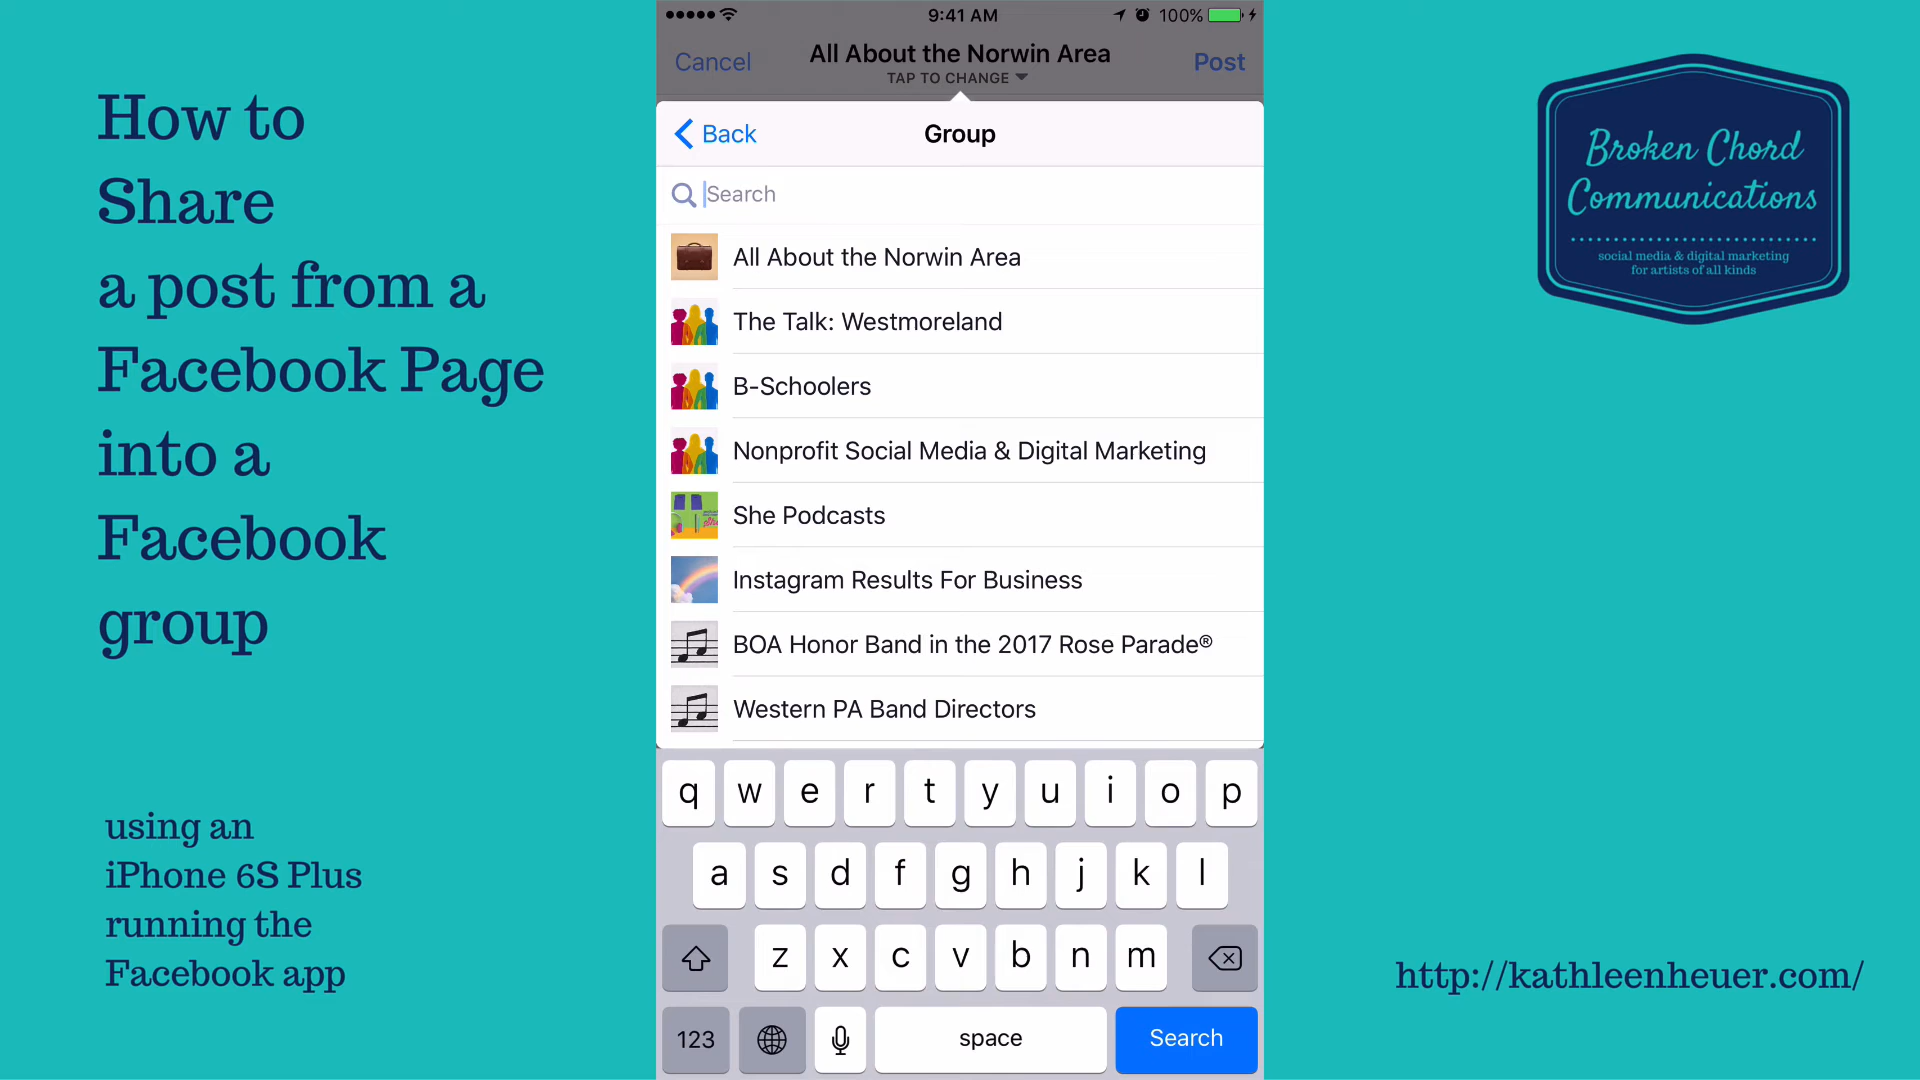 How to
Share
a post from a
Facebook Page
into a
Facebook
group
using an
iPhone 6S Plus
running the
Facebook app
9:41 AM
100%
Cancel
All About the Norwin Area
Post
TAP TO CHANGE
Back
Group
Search
All About the Norwin Area
The Talk: Westmoreland
B-Schoolers
Nonprofit Social Media & Digital Marketing
She Podcasts
Instagram Results For Business
BOA Honor Band in the 2017 Rose Parade®
Western PA Band Directors
q w e r t y u i o p
a s d f g h j k l
z x c v b n m
123
space
Search
Broken Chord
Communications
social media & digital marketing
for artists of all kinds
http://kathleenheuer.com/